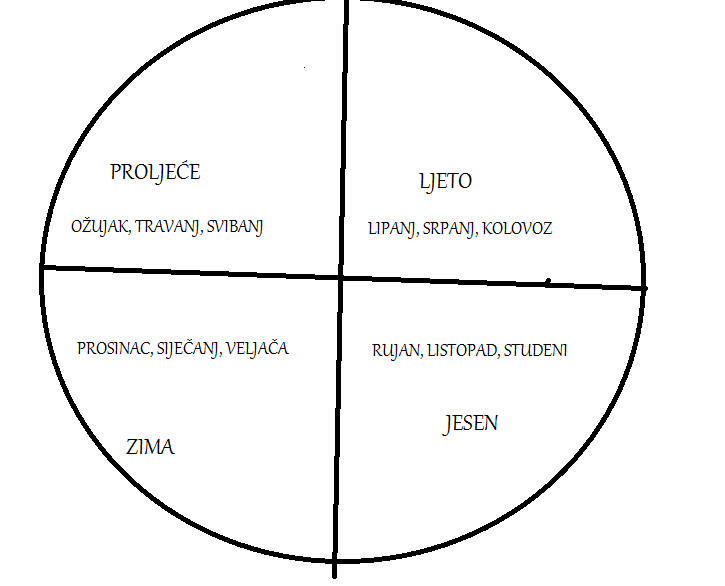 PROLJEĆE
OŽUJAK, TRAVANJ, SVIBANJ
LJETO
LIPANJ, SRPANJ, KOLOVOZ
PROSINAC, SIJEČANJ, VELJAČA
ZIMA
RUJAN, LISTOPAD, STUDENI
JESEN